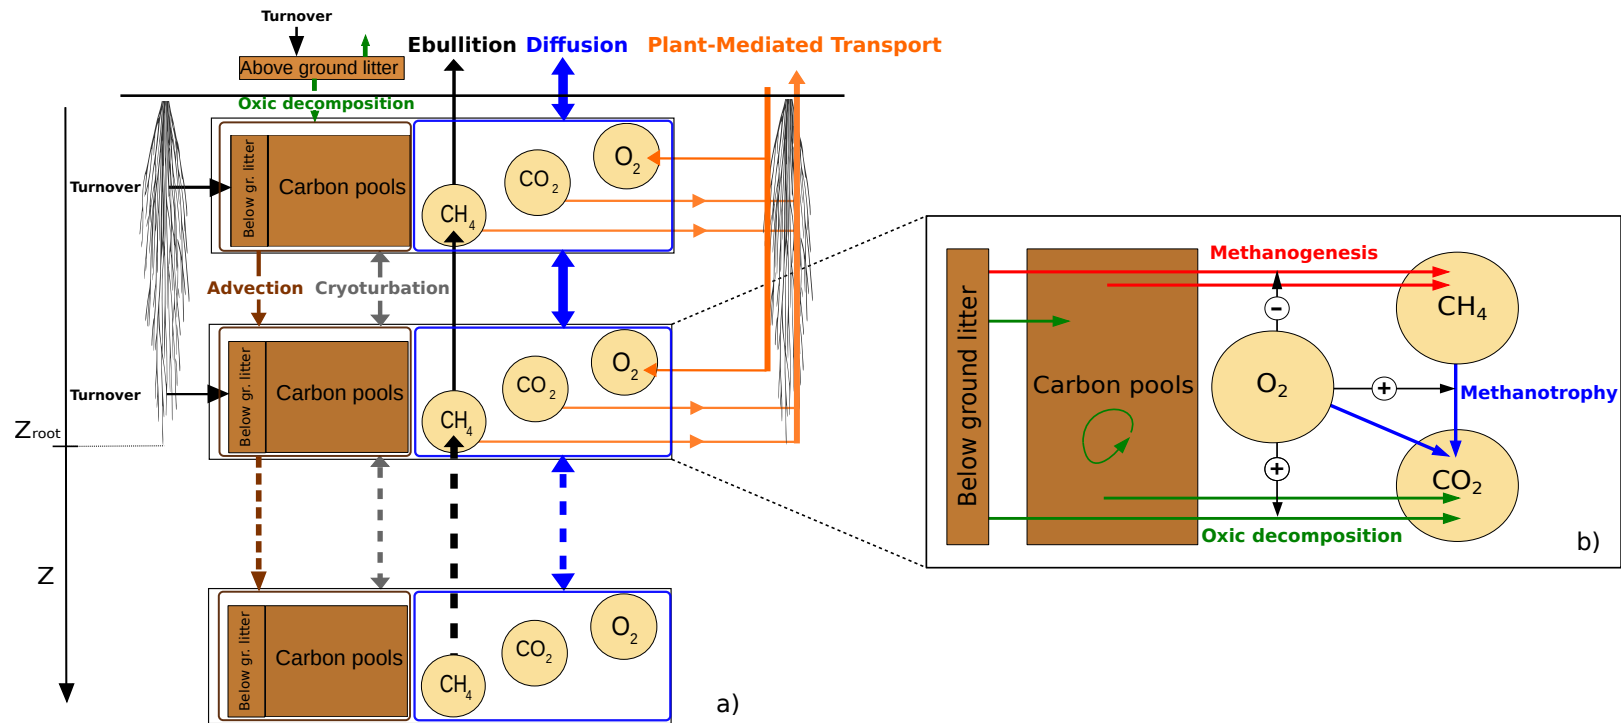 Turnover
Ebullition
Diffusion
Plant-Mediated Transport
Above ground litter
Oxic decomposition
Turnover
Below gr. litter
Carbon pools
CH4
CO2
O2
Advection
Cryoturbation
Turnover
Below gr. litter
Carbon pools
CH4
CO2
O2
Zroot
Z
Below gr. litter
Carbon pools
CH4
CO2
O2
a)
Below ground litter
Carbon pools
Methanogenesis
CH4
−
O2
+
Methanotrophy
+
CO2
Oxic decomposition
b)